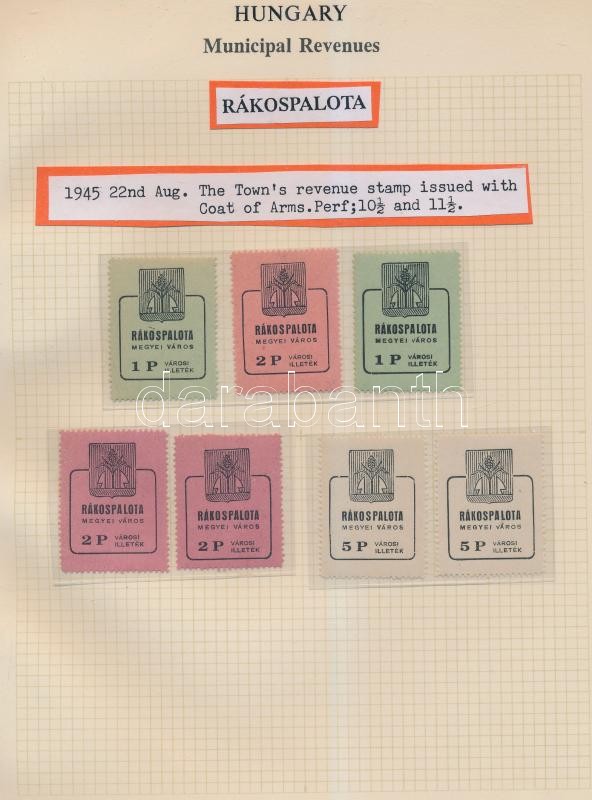 HUNGARY
Municipal Revenues
RÁKOSPALOTA
1945 22nd Aug. The Town's revenue stamp issued with
Coat of Arms.Perf;10½ and 11½.
RÁKOSPALOTA
MEGYEI VÁROS
1 P VÁROSI
ILLETÉK
RÁKOSPALOTA
MEGYEI VÁROS
2 P VÁROSI
ILLETÉK
RÁKOSPALOTA
MEGYEI VÁROS
1 P VÁROSI
ILLETÉK
darabanth
RÁKOSPALOTA
MEGYEI VÁROS
2 P VÁROSI
ILLETÉK
RÁKOSPALOTA
MEGYEI VÁROS
2 P VÁROSI
ILLETÉK
RÁKOSPALOTA
MEGYEI VÁROS
5 P VÁROSI
ILLETÉK
RÁKOSPALOTA
MEGYEI VÁROS
5 P VÁROSI
ILLETÉK